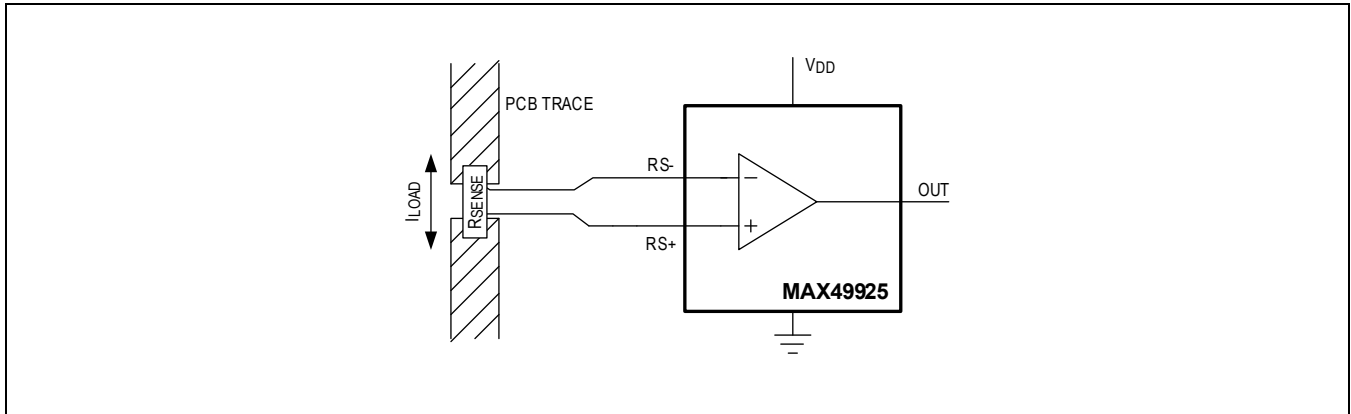 VDD
PCB TRACE
RS-
ILOAD
RSENSE
OUT
RS+
MAX49925